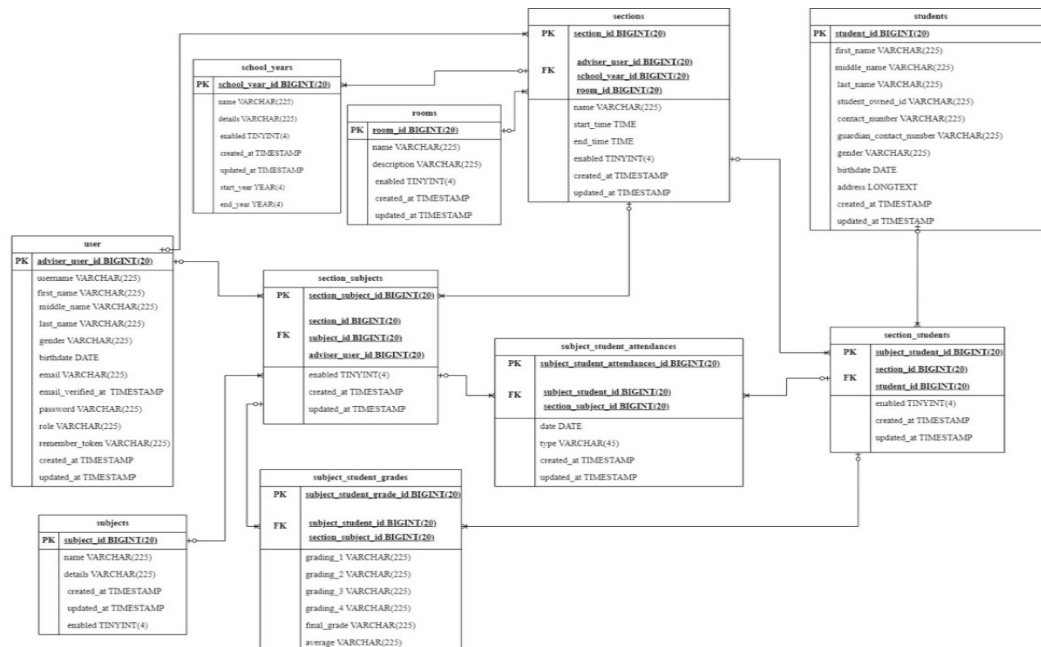 sections
PK section_id BIGINT(20)
adviser_user_id BIGINT(20)
FK school_year_id BIGINT(20)
room_id BIGINT(20)
name VARCHAR(225)
start_time TIME
end_time TIME
enabled TINYINT(4)
created_at TIMESTAMP
updated_at TIMESTAMP
students
PK student_id BIGINT(20)
first_name VARCHAR(225)
middle_name VARCHAR(225)
last_name VARCHAR(225)
student_owned_id VARCHAR(225)
contact_number VARCHAR(225)
guardian_contact_number VARCHAR(225)
gender VARCHAR(225)
birthdate DATE
address LONGTEXT
created_at TIMESTAMP
updated_at TIMESTAMP
school_years
PK school_year_id BIGINT(20)
name VARCHAR(225)
details VARCHAR(225)
enabled TINYINT(4)
created_at TIMESTAMP
updated_at TIMESTAMP
start_year YEAR(4)
end_year YEAR(4)
rooms
PK room_id BIGINT(20)
name VARCHAR(225)
description VARCHAR(225)
enabled TINYINT(4)
created_at TIMESTAMP
updated_at TIMESTAMP
user
PK adviser_user_id BIGINT(20)
username VARCHAR(225)
first_name VARCHAR(225)
middle_name VARCHAR(225)
last_name VARCHAR(225)
gender VARCHAR(225)
birthdate DATE
email VARCHAR(225)
email_verified_at TIMESTAMP
password VARCHAR(225)
role VARCHAR(225)
remember_token VARCHAR(225)
created_at TIMESTAMP
updated_at TIMESTAMP
section_subjects
PK section_subject_id BIGINT(20)
section_id BIGINT(20)
FK subject_id BIGINT(20)
adviser_user_id BIGINT(20)
enabled TINYINT(4)
created_at TIMESTAMP
updated_at TIMESTAMP
subject_student_attendances
PK subject_student_attendances_id BIGINT(20)
FK subject_student_id BIGINT(20)
section_subject_id BIGINT(20)
date DATE
type VARCHAR(45)
created_at TIMESTAMP
updated_at TIMESTAMP
section_students
PK subject_student_id BIGINT(20)
section_id BIGINT(20)
FK student_id BIGINT(20)
enabled TINYINT(4)
created_at TIMESTAMP
updated_at TIMESTAMP
subject_student_grades
PK subject_student_grade_id BIGINT(20)
FK subject_student_id BIGINT(20)
section_subject_id BIGINT(20)
grading_1 VARCHAR(225)
grading_2 VARCHAR(225)
grading_3 VARCHAR(225)
grading_4 VARCHAR(225)
final_grade VARCHAR(225)
average VARCHAR(225)
subjects
PK subject_id BIGINT(20)
name VARCHAR(225)
details VARCHAR(225)
created_at TIMESTAMP
updated_at TIMESTAMP
enabled TINYINT(4)